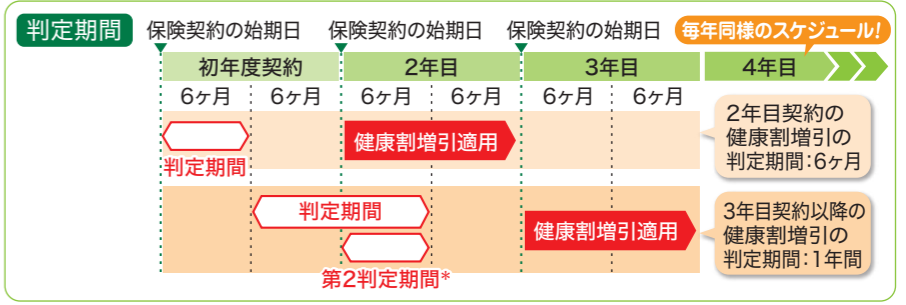 判定期間
保険契約の始期日 保険契約の始期日 保険契約の始期日
毎年同様のスケジュール!
初年度契約 2年目 3年目 4年目
6ヶ月 6ヶ月 6ヶ月 6ヶ月 6ヶ月 6ヶ月
健康割増引適用
判定期間
2年目契約の
健康割増引の
判定期間:6ヶ月
判定期間
第2判定期間*
健康割増引適用
3年目契約以降の
健康割増引の
判定期間:1年間